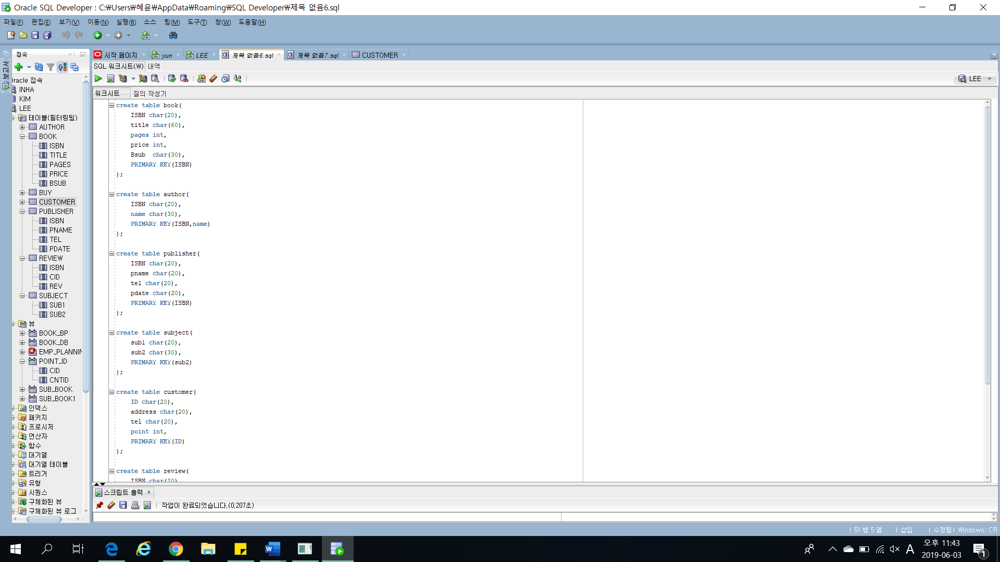 Oracle SQL Developer : C:₩Users₩혜윤₩AppData₩Roaming₩SQL Developer₩제목 없음6.sql
파일(F) 편집(E) 보기(V) 이동(N) 실행(R) 소스 팀(M) 도구(T) 창(W) 도움말(H)
접속
시작 페이지 yun LEE 제목 없음6.sql 제목 없음7.sql CUSTOMER
SQL 워크시트(W) 내역
LEE
워크시트 질의 작성기
Oracle 접속
INHA
KIM
LEE
테이블(필터링됨)
AUTHOR
BOOK
ISBN
TITLE
PAGES
PRICE
BSUB
BUY
CUSTOMER
PUBLISHER
ISBN
PNAME
TEL
PDATE
REVIEW
ISBN
CID
REV
SUBJECT
SUB1
SUB2
뷰
BOOK_BP
BOOK_DB
EMP_PLANNIN
POINT_ID
CID
CNTID
SUB_BOOK
SUB_BOOK1
인덱스
패키지
프로시저
연산자
함수
대기열
대기열 테이블
트리거
유형
시퀀스
구체화된 뷰
구체화된 뷰 로그
create table book(
ISBN char(20),
title char(60),
pages int,
price int,
Bsub  char(30),
PRIMARY KEY(ISBN)
);
create table author(
ISBN char(20),
name char(30),
PRIMARY KEY(ISBN,name)
);
create table publisher(
ISBN char(20),
pname char(20),
tel char(20),
pdate char(20),
PRIMARY KEY(ISBN)
);
create table subject(
sub1 char(20),
sub2 char(30),
PRIMARY KEY(sub2)
);
create table customer(
ID char(20),
address char(20),
tel char(20),
point int,
PRIMARY KEY(ID)
);
create table review(
ISBN char(20)
스크립트 출력
작업이 완료되었습니다.(0.207초)
51 행 5 열 삽입 수정됨 Windows: CR
A 오후 11:43
2019-06-03
1